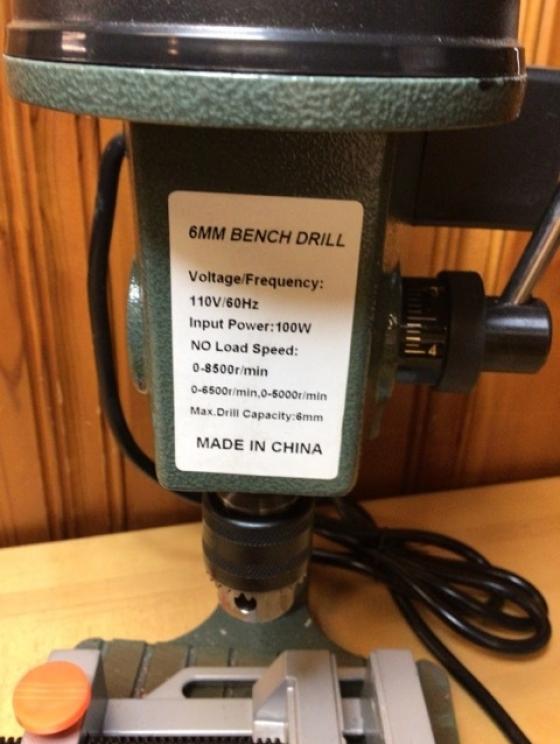 6MM BENCH DRILL
Voltage/Frequency:
110V/60Hz
Input Power:100W
NO Load Speed:
0-8500r/min
0-6500r/min,0-5000r/min
Max.Drill Capacity:6mm
MADE IN CHINA
4